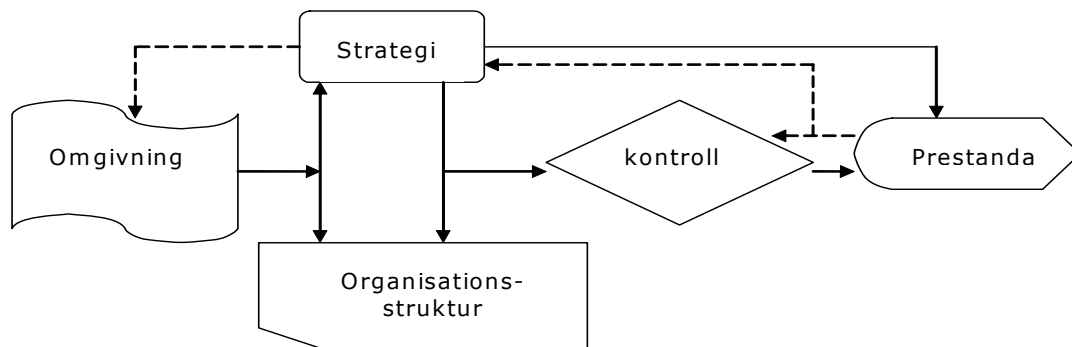 Strategi
Omgivning
kontroll
Prestanda
Organisations-
struktur